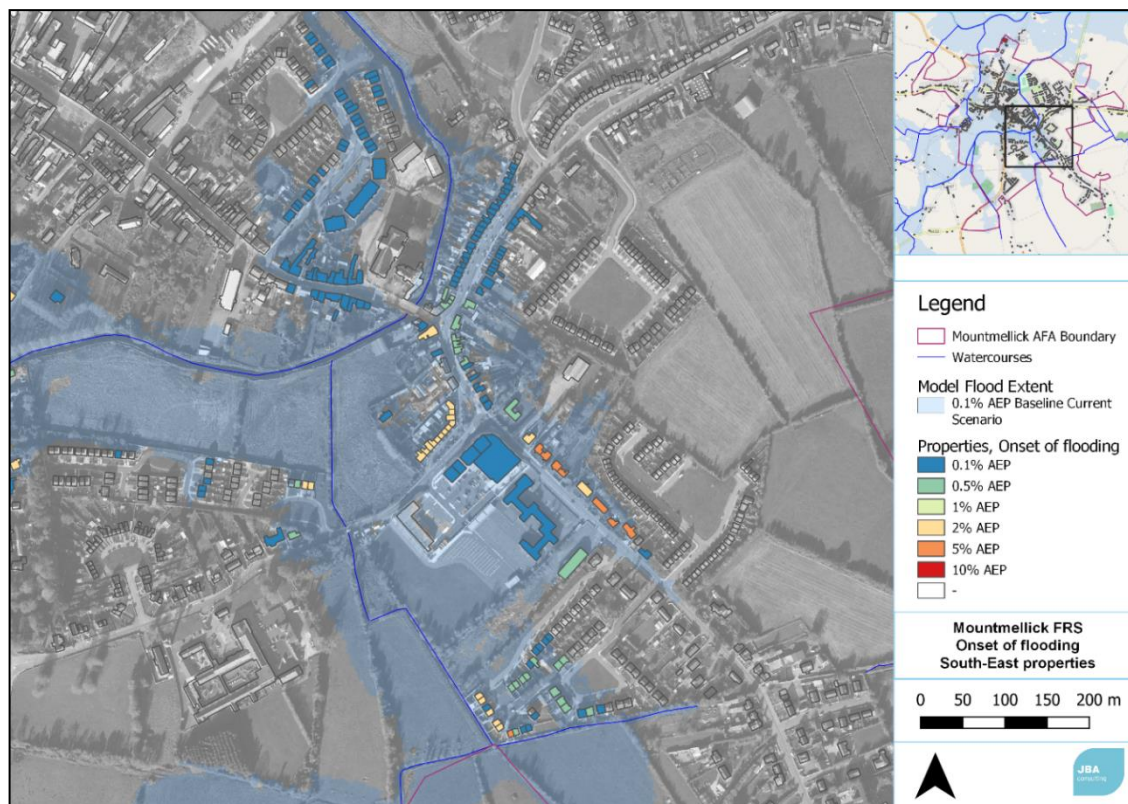 Legend
Mountmellick AFA Boundary
Watercourses
Model Flood Extent
0.1% AEP Baseline Current
Scenario
Properties, Onset of flooding
0.1% AEP
0.5% AEP
1% AEP
2% AEP
5% AEP
10% AEP
-
Mountmellick FRS
Onset of flooding
South-East properties
0 50 100 150 200 m
JBA
consulting